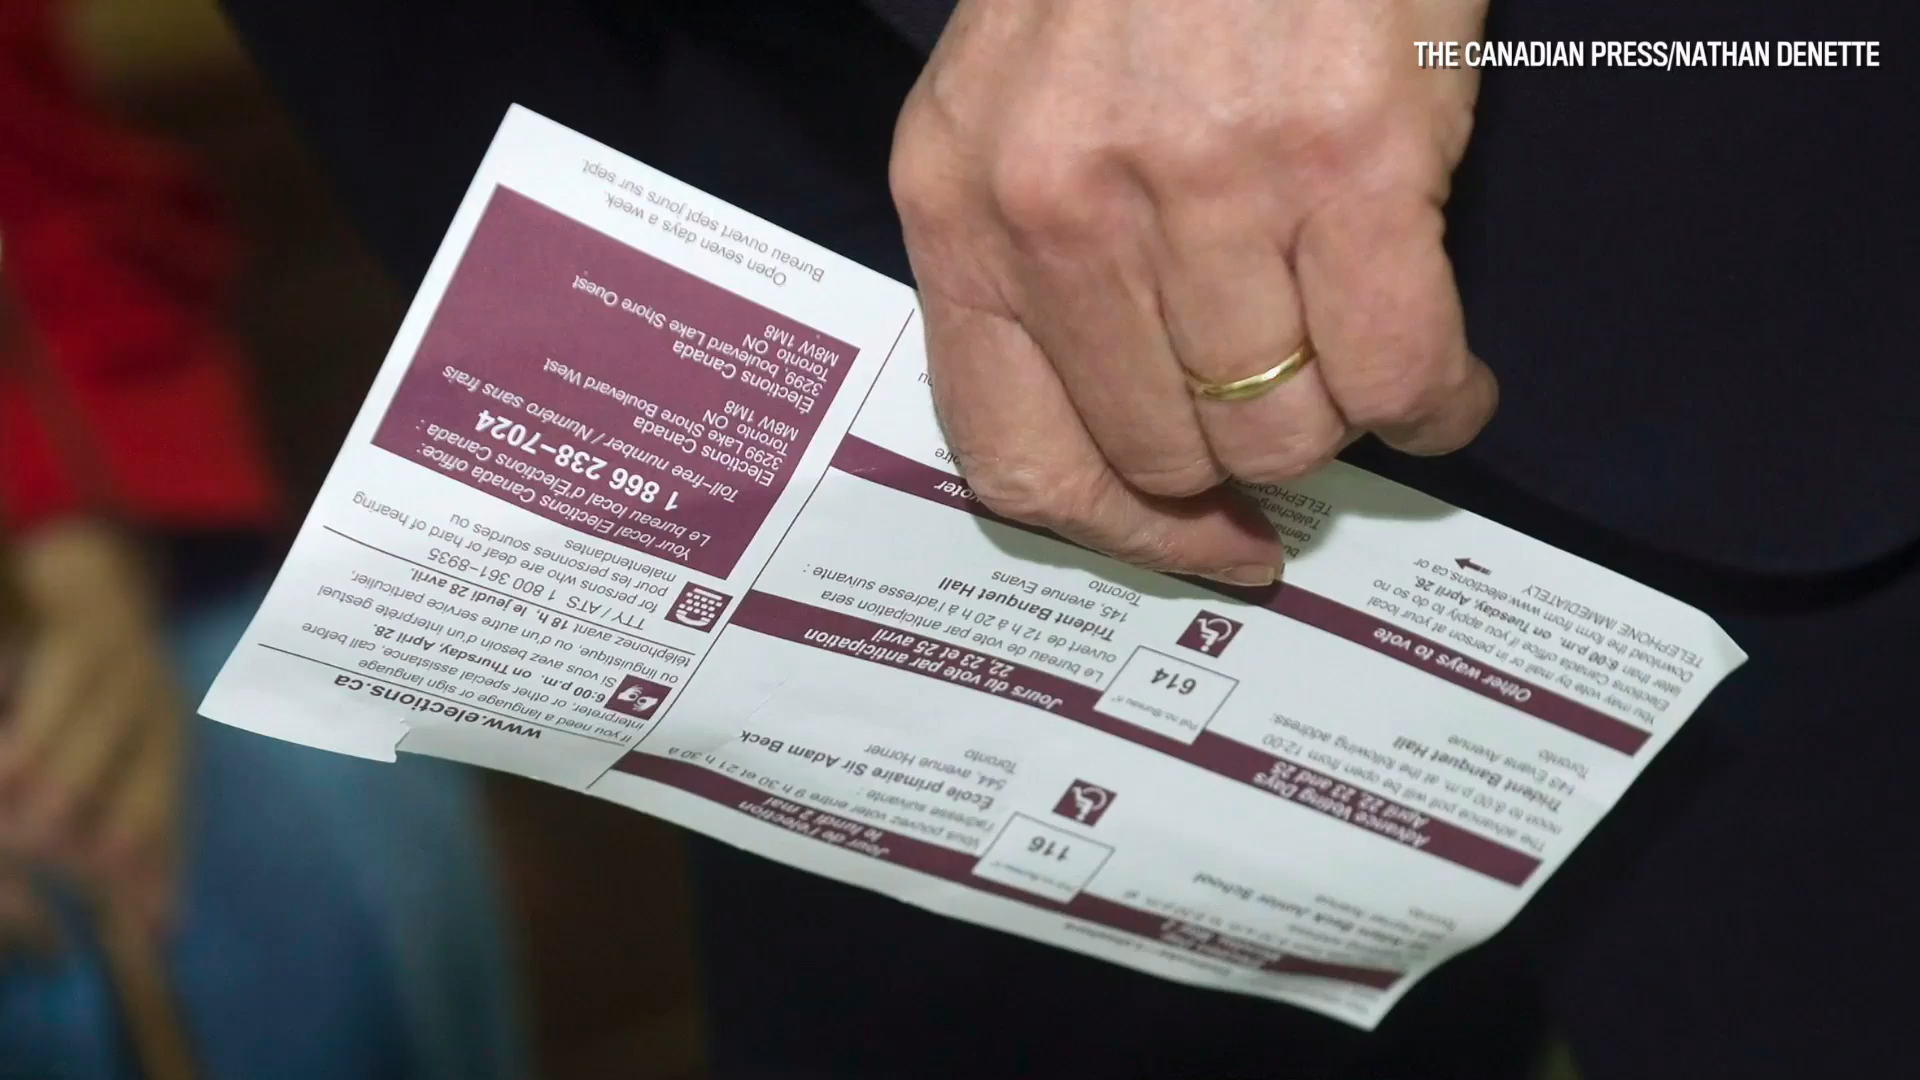 THE CANADIAN PRESS/NATHAN DENETTE
www.elections.ca
If you need a language or sign language
interpreter, or other special assistance, call before
6:00 p.m. on Thursday, April 28.
Si vous avez besoin d'un interprète gestuel
ou linguistique, ou d'un autre service particulier,
téléphonez avant 18 h, le jeudi 28 avril.
TTY / ATS 1 800 361-8935
for persons who are deaf or hard of hearing
pour les personnes sourdes ou
malentendantes
Your local Elections Canada office:
Le bureau local d'Élections Canada :
1 866 238-7024
Toll-free number / Numéro sans frais
Elections Canada
3299 Lake Shore Boulevard West
Toronto ON
M8W 1M8
Élections Canada
3299, boulevard Lake Shore Ouest
Toronto ON
M8W 1M8
Open seven days a week.
Bureau ouvert sept jours sur sept.
Jour de l'élection
le lundi 2 mai
Vous pouvez voter entre 9 h 30 et 21 h 30 à
l'adresse suivante :
École primaire Sir Adam Beck
544, avenue Horner
Toronto
116
Jours du vote par anticipation
22, 23 et 25 avril
Le bureau de vote par anticipation sera
ouvert de 12 h à 20 h à l'adresse suivante :
Trident Banquet Hall
145, avenue Evans
Toronto
614
voter
Adam Beck Junior School
Advance Voting Days
April 22, 23 and 25
The advance poll will be open from 12:00
noon to 8:00 p.m. at the following address:
Trident Banquet Hall
145 Evans Avenue
Toronto
Other ways to vote
You may vote by mail or in person at your local
Elections Canada office if you apply to do so no
later than 6:00 p.m. on Tuesday, April 26.
Download the form from www.elections.ca or
TELEPHONE IMMEDIATELY